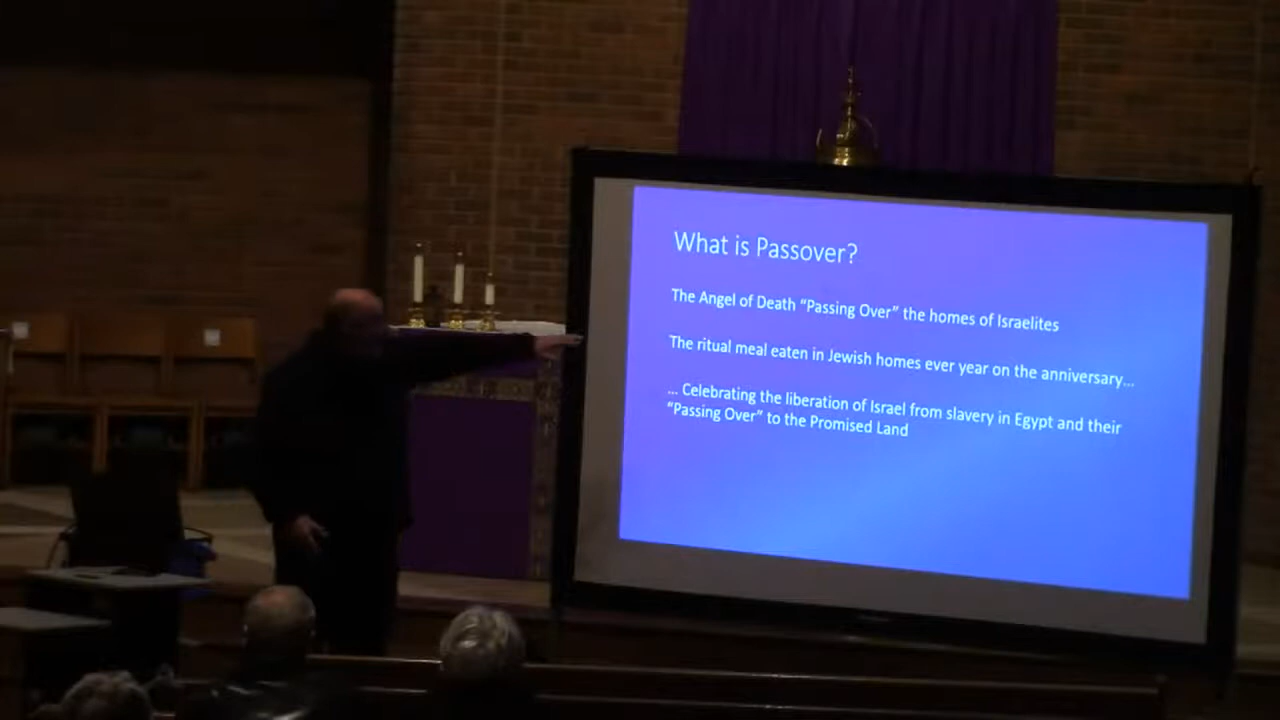 What is Passover?
The Angel of Death “Passing Over” the homes of Israelites
The ritual meal eaten in Jewish homes ever year on the anniversary...
... Celebrating the liberation of Israel from slavery in Egypt and their
“Passing Over” to the Promised Land